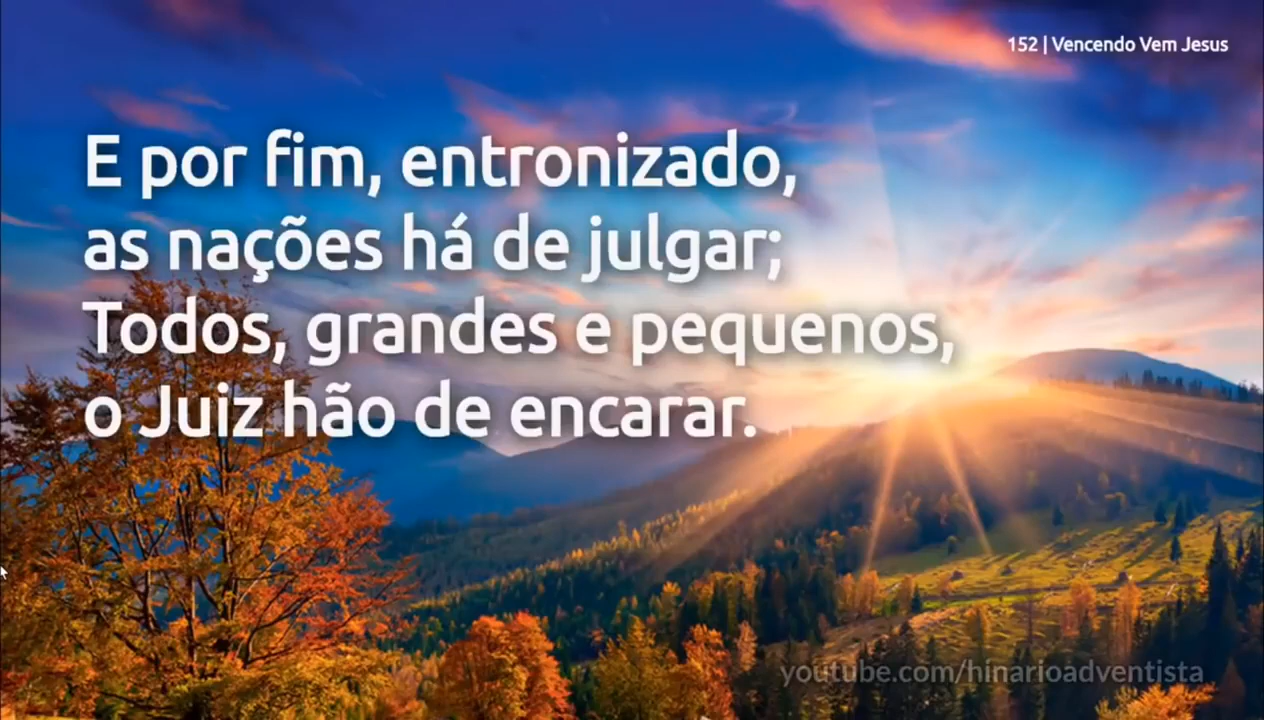 152 | Vencendo Vem Jesus
E por fim, entronizado,
as nações há de julgar;
Todos, grandes e pequenos,
o Juiz hão de encarar.
youtube.com/hinarioadventista